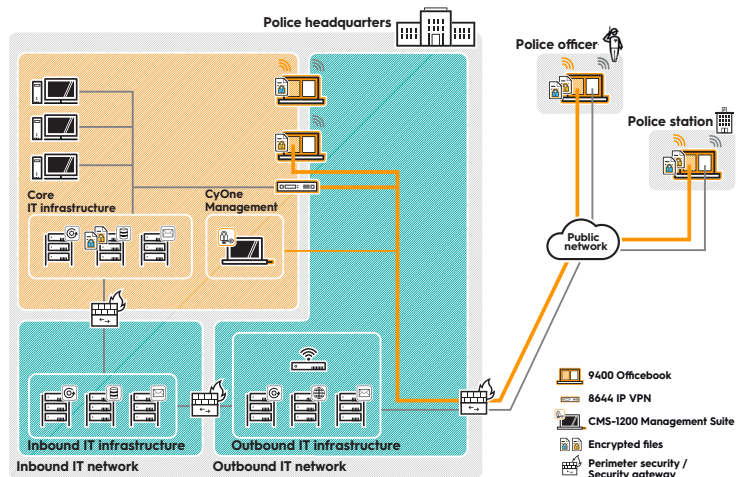 Police headquarters
Police officer
Police station
Core
IT infrastructure
CyOne
Management
Public
network
Inbound IT infrastructure
Outbound IT infrastructure
Inbound IT network
Outbound IT network
9400 Officebook
8644 IP VPN
CMS-1200 Management Suite
Encrypted files
Perimeter security /
Security gateway